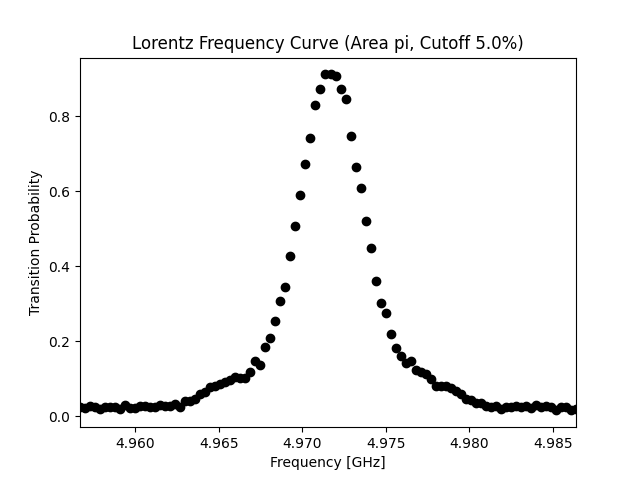 Lorentz Frequency Curve (Area pi, Cutoff 5.0%)
Transition Probability
0.8
0.6
0.4
0.2
0.0
4.960 4.965 4.970 4.975 4.980 4.985
Frequency [GHz]